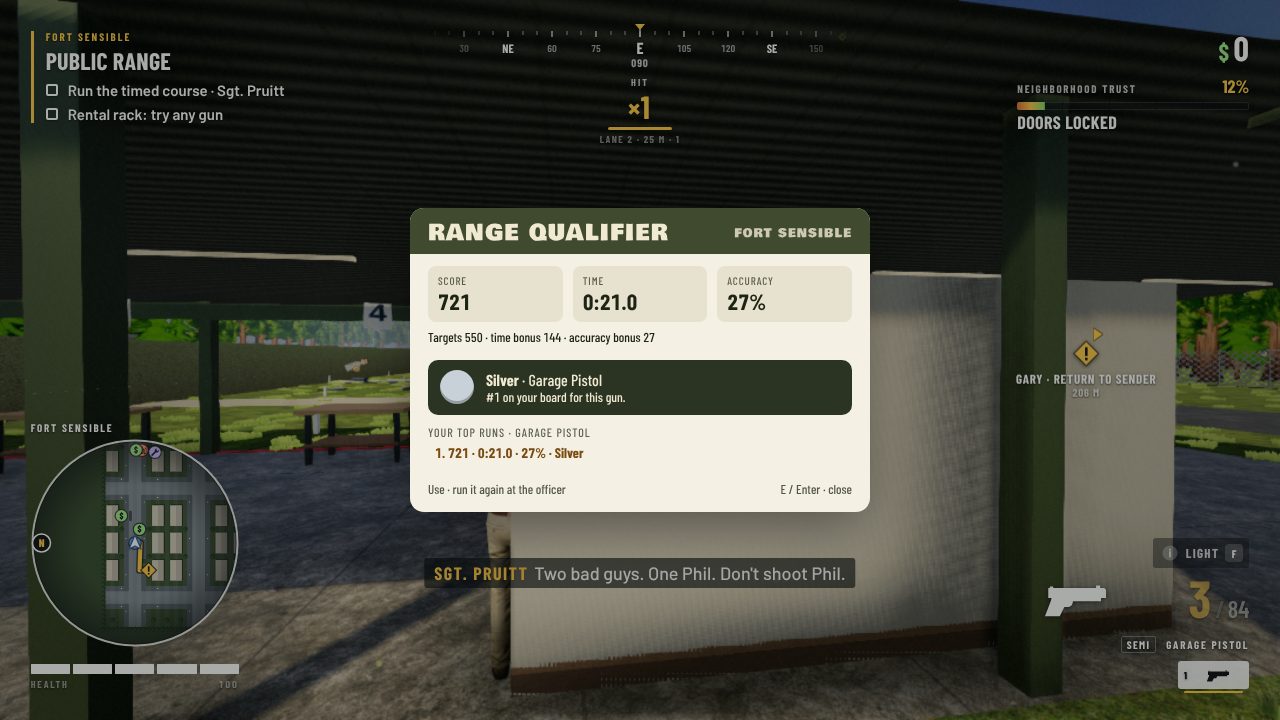 FORT SENSIBLE
PUBLIC RANGE
Run the timed course · Sgt. Pruitt
Rental rack: try any gun
30 NE 60 75 E 105 120 SE 150
090
HIT
×1
LANE 2 · 25 M · 1
$ 0
NEIGHBORHOOD TRUST 12%
DOORS LOCKED
RANGE QUALIFIER FORT SENSIBLE
SCORE TIME ACCURACY
721 0:21.0 27%
Targets 550 · time bonus 144 · accuracy bonus 27
Silver · Garage Pistol
#1 on your board for this gun.
YOUR TOP RUNS · GARAGE PISTOL
1. 721 · 0:21.0 · 27% · Silver
Use · run it again at the officer E / Enter · close
4
GARY · RETURN TO SENDER
206 M
SGT. PRUITT Two bad guys. One Phil. Don't shoot Phil.
FORT SENSIBLE
N
HEALTH 100
LIGHT F
3 / 84
SEMI GARAGE PISTOL
1